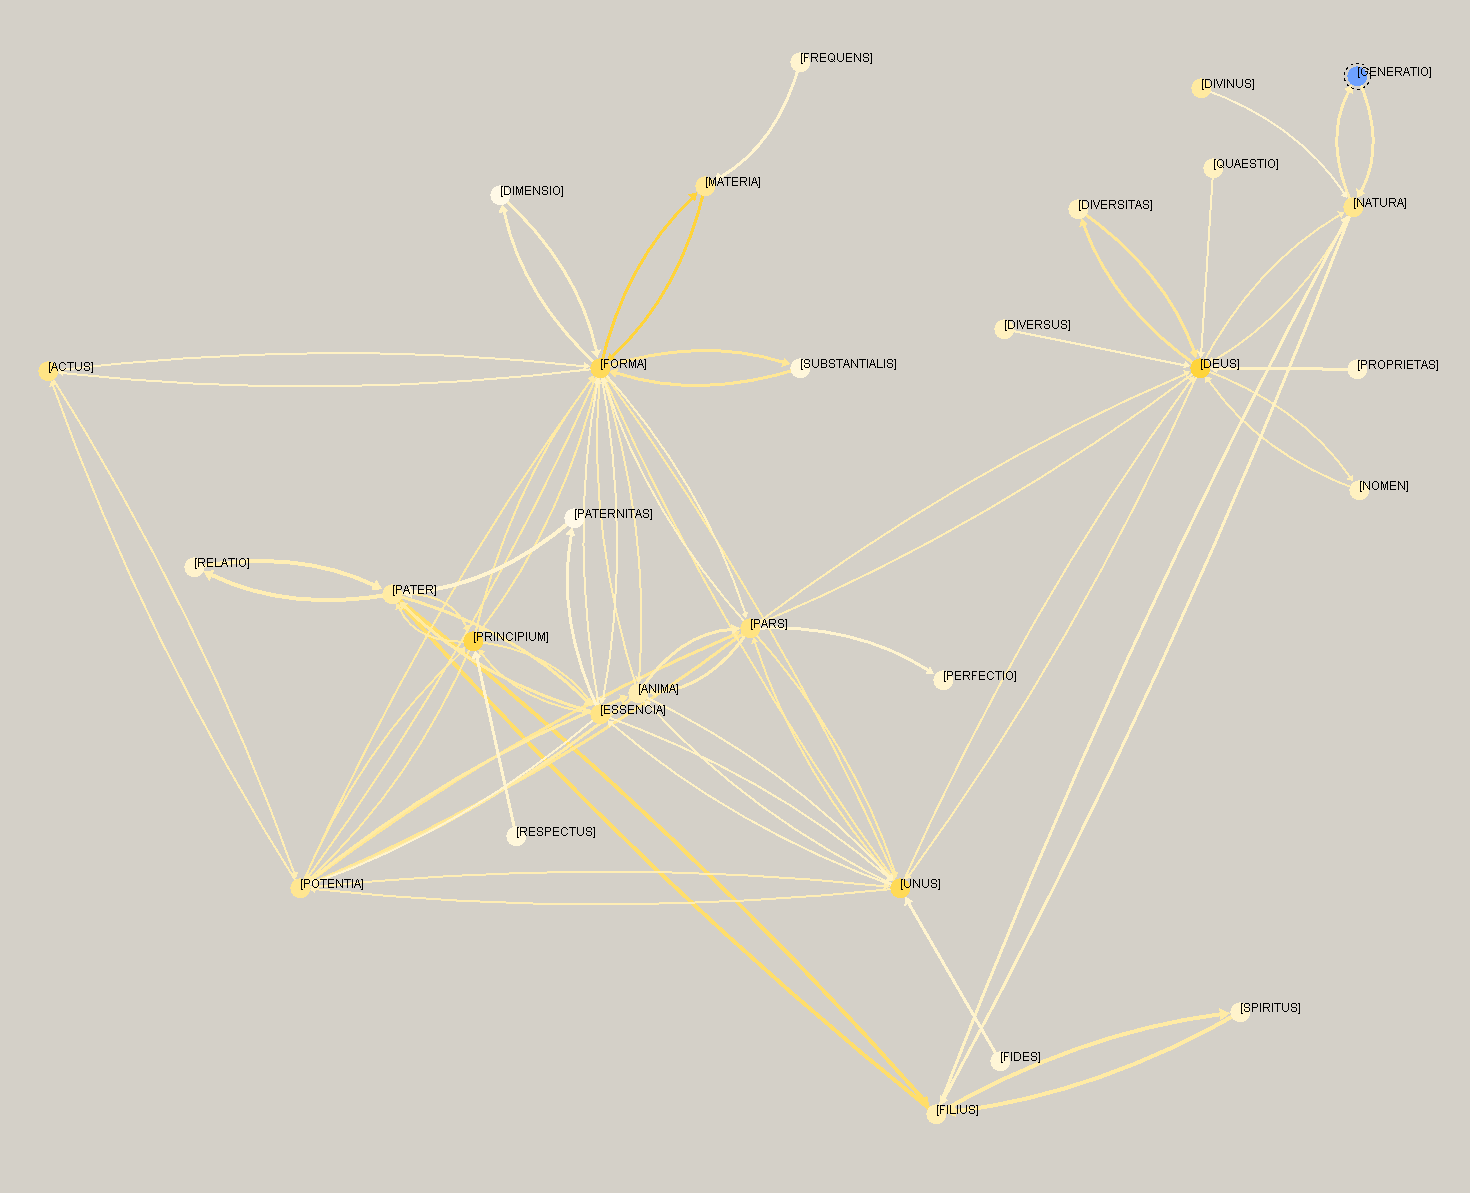 [FREQUENS]
[GENERATIO]
[DIVINUS]
[QUAESTIO]
[MATERIA]
[DIMENSIO]
[NATURA]
[DIVERSITAS]
[DIVERSUS]
[ACTUS]
[FORMA]
[SUBSTANTIALIS]
[DEUS]
[PROPRIETAS]
[NOMEN]
[PATERNITAS]
[RELATIO]
[PATER]
[PARS]
[PRINCIPIUM]
[PERFECTIO]
[ANIMA]
[ESSENCIA]
[RESPECTUS]
[POTENTIA]
[UNUS]
[SPIRITUS]
[FIDES]
[FILIUS]